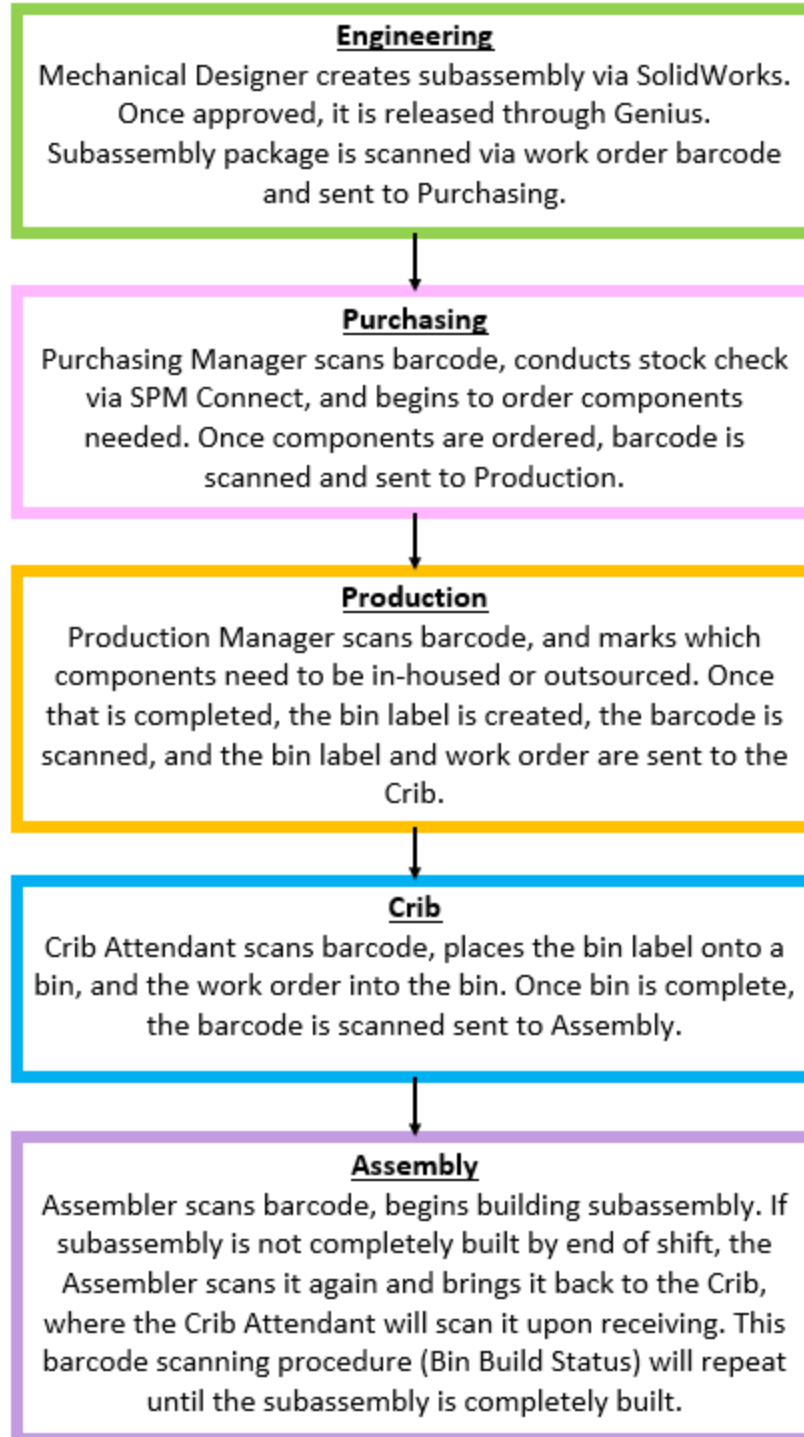 Engineering
Mechanical Designer creates subassembly via SolidWorks.
Once approved, it is released through Genius.
Subassembly package is scanned via work order barcode
and sent to Purchasing.
Purchasing
Purchasing Manager scans barcode, conducts stock check
via SPM Connect, and begins to order components
needed. Once components are ordered, barcode is
scanned and sent to Production.
Production
Production Manager scans barcode, and marks which
components need to be in-housed or outsourced. Once
that is completed, the bin label is created, the barcode is
scanned, and the bin label and work order are sent to the
Crib.
Crib
Crib Attendant scans barcode, places the bin label onto a
bin, and the work order into the bin. Once bin is complete,
the barcode is scanned sent to Assembly.
Assembly
Assembler scans barcode, begins building subassembly. If
subassembly is not completely built by end of shift, the
Assembler scans it again and brings it back to the Crib,
where the Crib Attendant will scan it upon receiving. This
barcode scanning procedure (Bin Build Status) will repeat
until the subassembly is completely built.